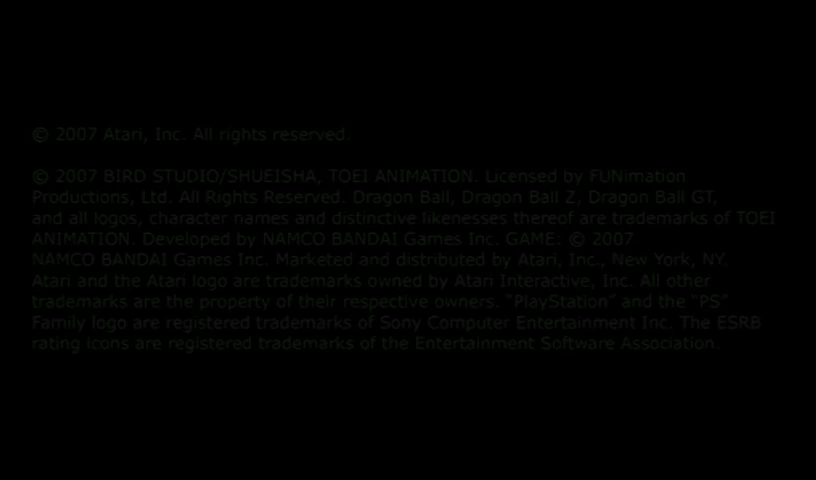 © 2007 Atari, Inc. All rights reserved.
© 2007 BIRD STUDIO/SHUEISHA, TOEI ANIMATION. Licensed by FUNimation
Productions, Ltd. All Rights Reserved. Dragon Ball, Dragon Ball Z, Dragon Ball GT,
and all logos, character names and distinctive likenesses thereof are trademarks of TOEI
ANIMATION. Developed by NAMCO BANDAI Games Inc. GAME: © 2007
NAMCO BANDAI Games Inc. Marketed and distributed by Atari, Inc., New York, NY.
Atari and the Atari logo are trademarks owned by Atari Interactive, Inc. All other
trademarks are the property of their respective owners. "PlayStation" and the "PS"
Family logo are registered trademarks of Sony Computer Entertainment Inc. The ESRB
rating icons are registered trademarks of the Entertainment Software Association.